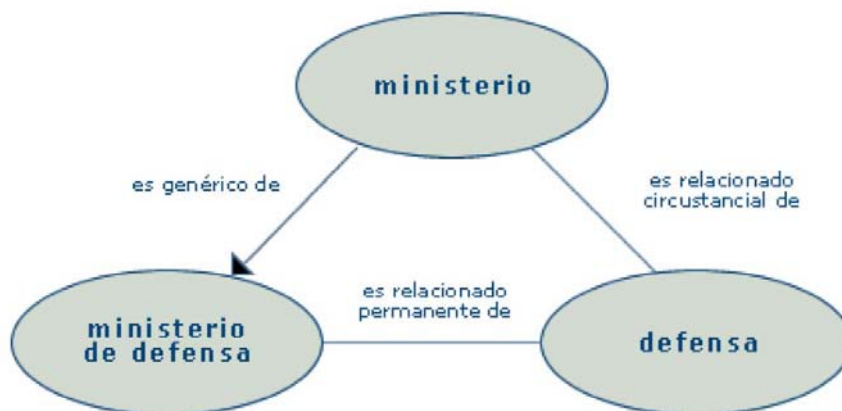 ministerio
es genérico de
es relacionado
circustancial de
es relacionado
permanente de
ministerio
de defensa
defensa